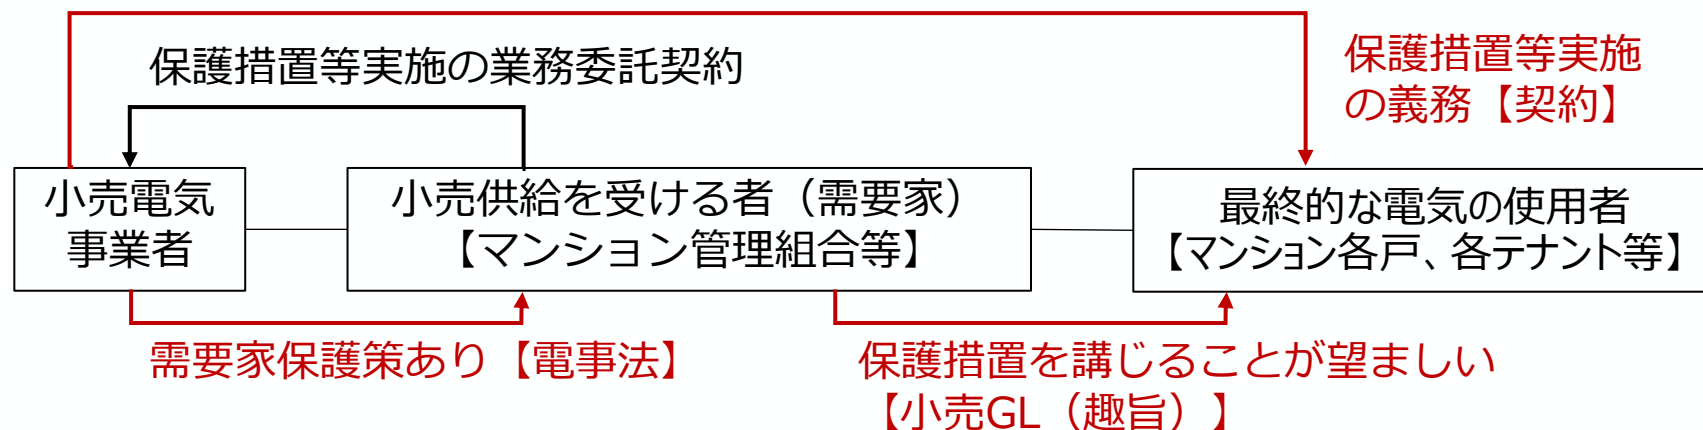 保護措置等実施の業務委託契約
保護措置等実施
の義務【契約】
小売電気
事業者
小売供給を受ける者（需要家）
【マンション管理組合等】
最終的な電気の使用者
【マンション各戸、各テナント等】
需要家保護策あり【電事法】
保護措置を講じることが望ましい
【小売GL（趣旨）】